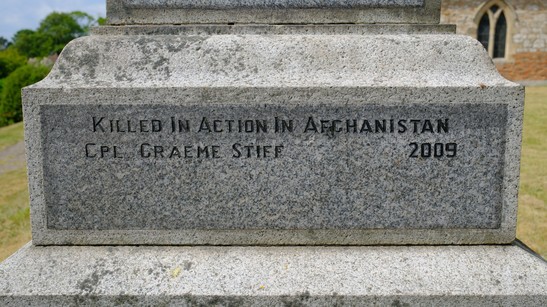 Killed In Action In Afghanistan
Cpl Graeme Stiff 2009